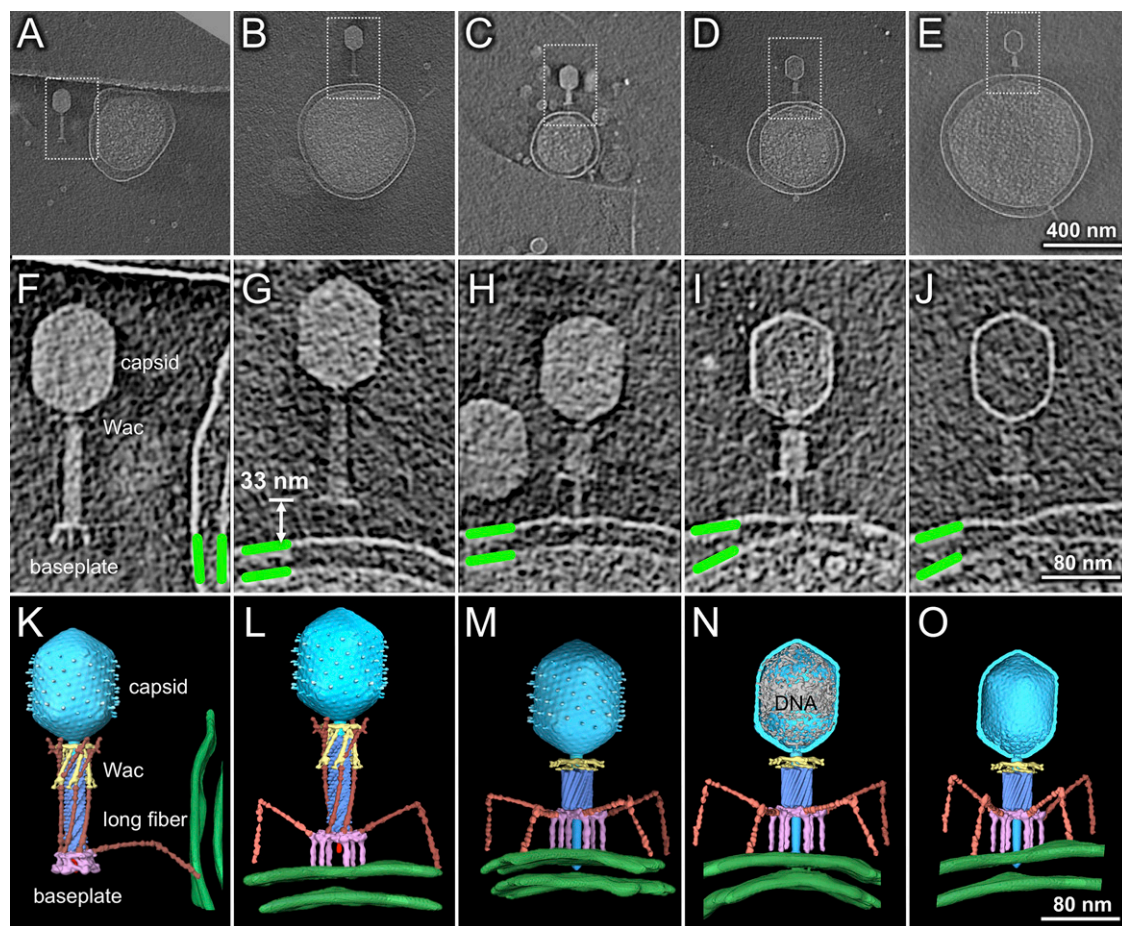 A B C D E
400 nm
F G H I J
capsid
Wac
33 nm
baseplate
80 nm
K L M N O
capsid
DNA
Wac
long fiber
baseplate
80 nm